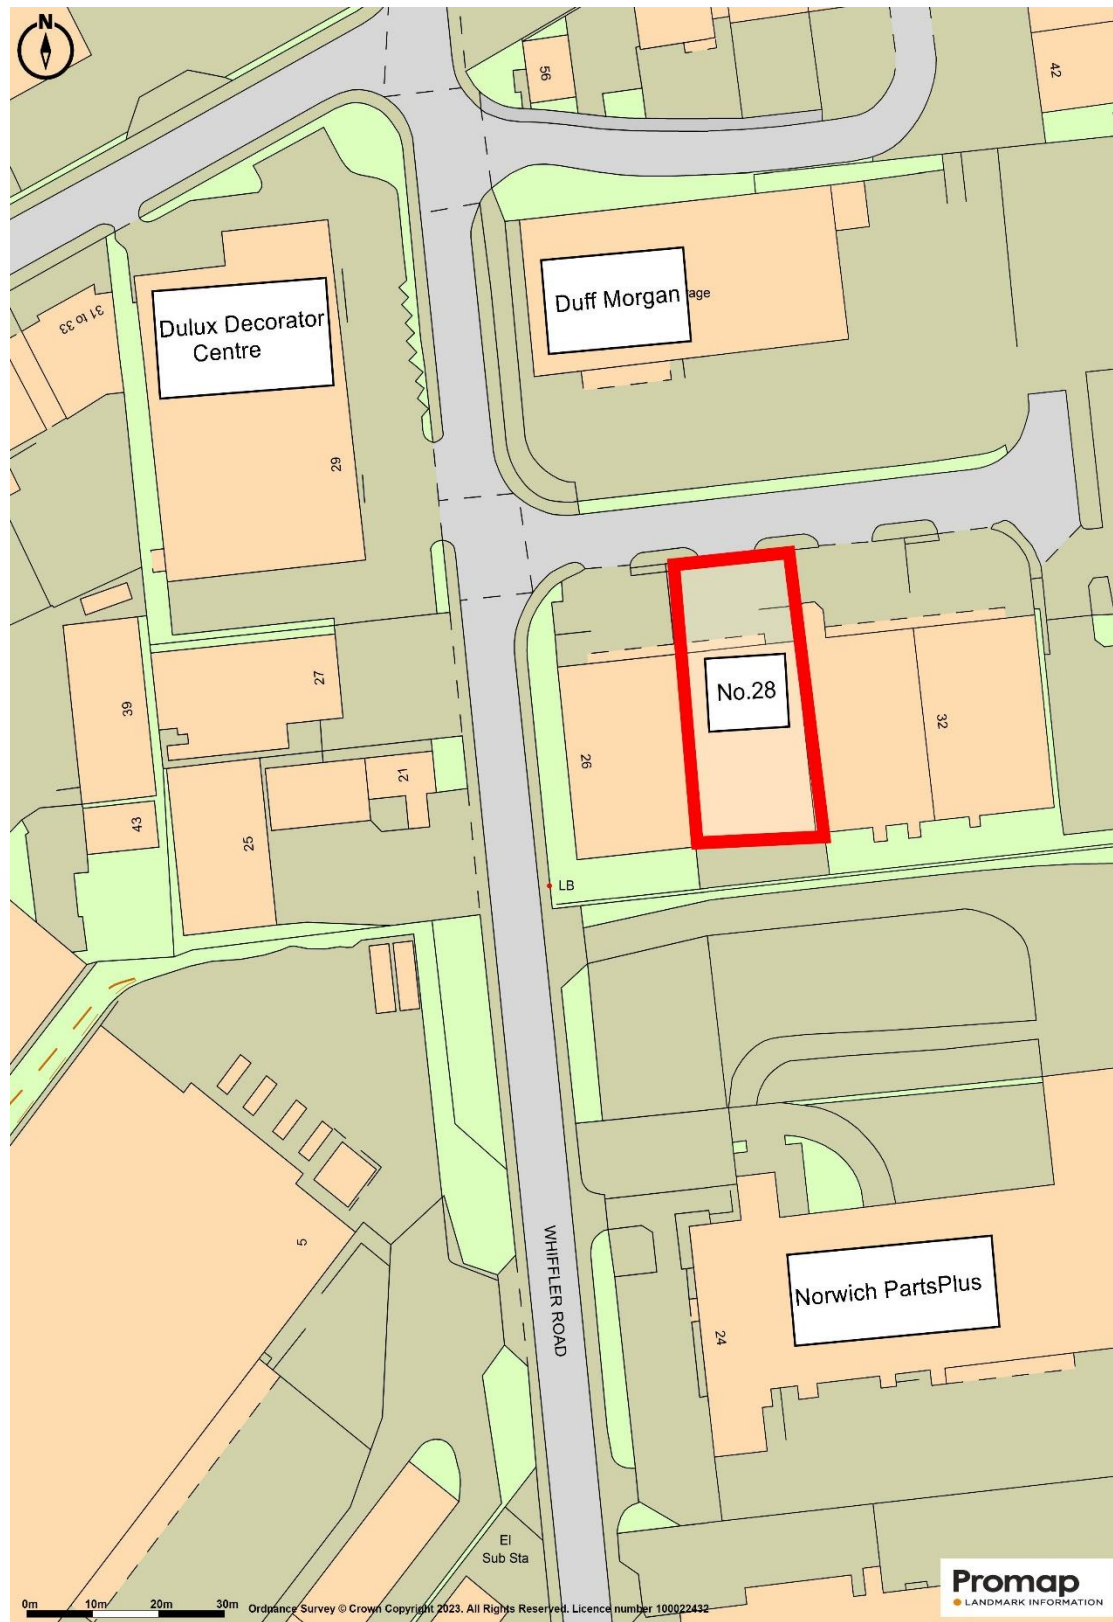 N
56
42
31 to 33
Dulux Decorator
Centre
Duff Morgan
rage
29
39
27
No.28
32
26
21
43
25
LB
5
WHIFFLER ROAD
Norwich PartsPlus
24
El
Sub Sta
0m 10m 20m 30m
Ordnance Survey © Crown Copyright 2023. All Rights Reserved. Licence number 100022432
Promap
LANDMARK INFORMATION